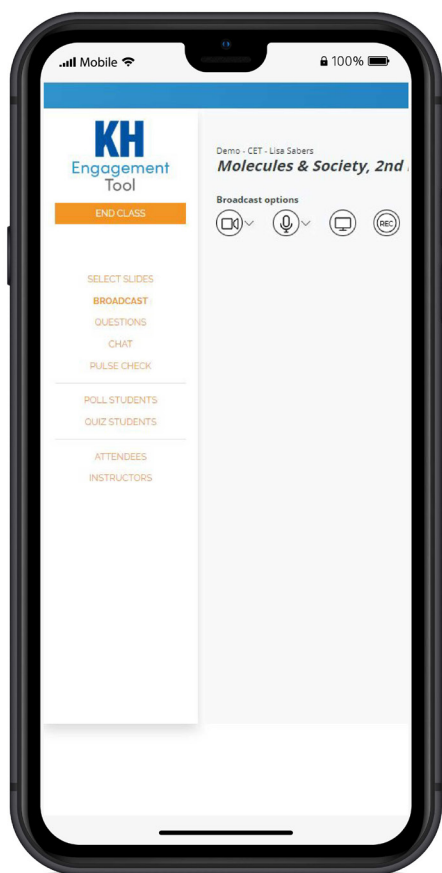 Mobile
100%
KH
Engagement
Tool
END CLASS
SELECT SLIDES
BROADCAST
QUESTIONS
CHAT
PULSE CHECK
POLL STUDENTS
QUIZ STUDENTS
ATTENDEES
INSTRUCTORS
Demo - CET - Lisa Sabers
Molecules & Society, 2nd
Broadcast options
REC